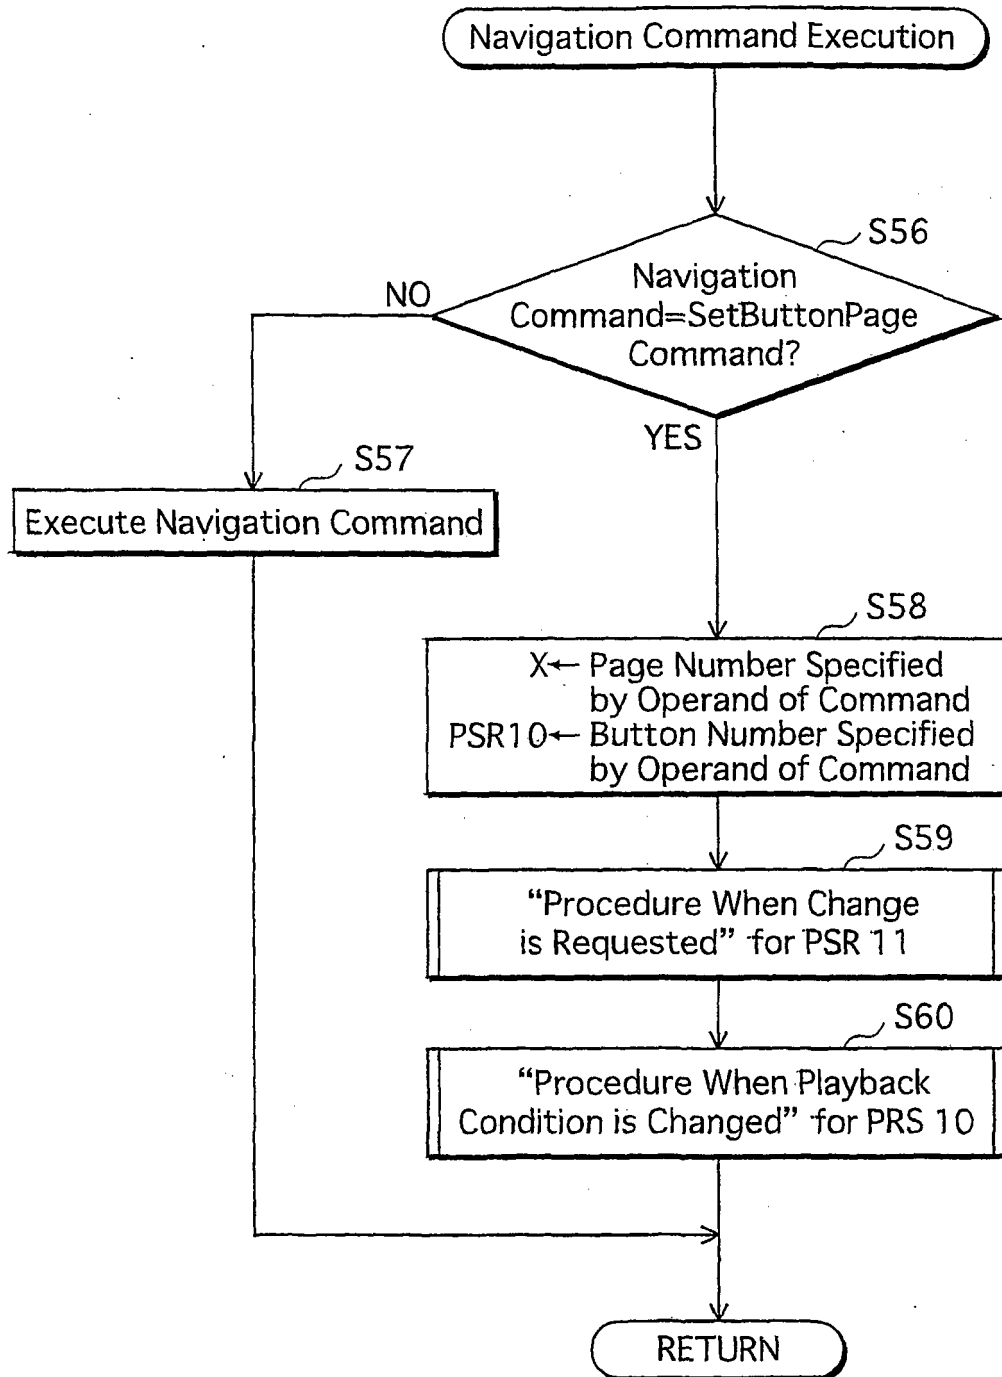 Navigation Command Execution
S56
Navigation
Command=SetButtonPage
Command?
NO
YES
S57
Execute Navigation Command
S58
X← Page Number Specified
by Operand of Command
PSR10← Button Number Specified
by Operand of Command
S59
“Procedure When Change
is Requested” for PSR 11
S60
“Procedure When Playback
Condition is Changed” for PRS 10
RETURN